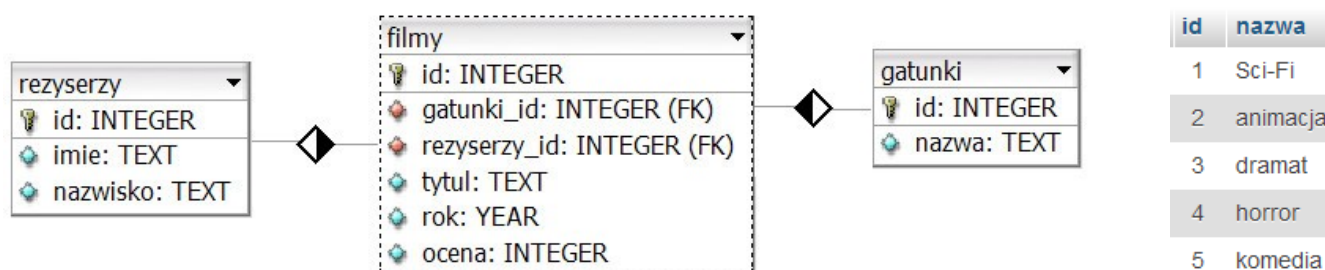 rezyserzy
id: INTEGER
imie: TEXT
nazwisko: TEXT
filmy
id: INTEGER
gatunki_id: INTEGER (FK)
rezyserzy_id: INTEGER (FK)
tytul: TEXT
rok: YEAR
ocena: INTEGER
gatunki
id: INTEGER
nazwa: TEXT
id nazwa
1 Sci-Fi
2 animacja
3 dramat
4 horror
5 komedia